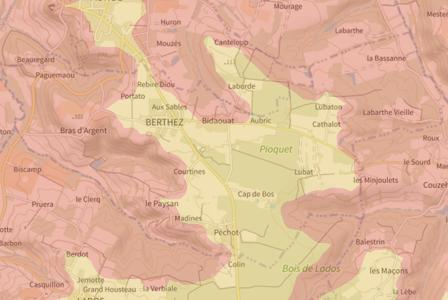 Mourage
Huron
Labarthe
Mouzés
Canteloup
la Bassanne
Beauregard
Paguemaou
Rebire Diou
Laborde
Portato
Aux Sables
Lubaton
Labarthe Vieille
BERTHEZ
Bidaouat
Aubric
Cathalot
Bras d'Argent
Roux
Pioquet
le Sourd
Biscamp
Courtines
Lubat
les Minjoulets
Couzet
Cap de Bos
Pruera
le Clerq
le Paysan
Madines
Péchot
Balestrin
Berdot
Colin
Bois de Lados
les Maçons
Casquillon
Jemotte
Grand Housteau
la Verbiale
la Lèbe